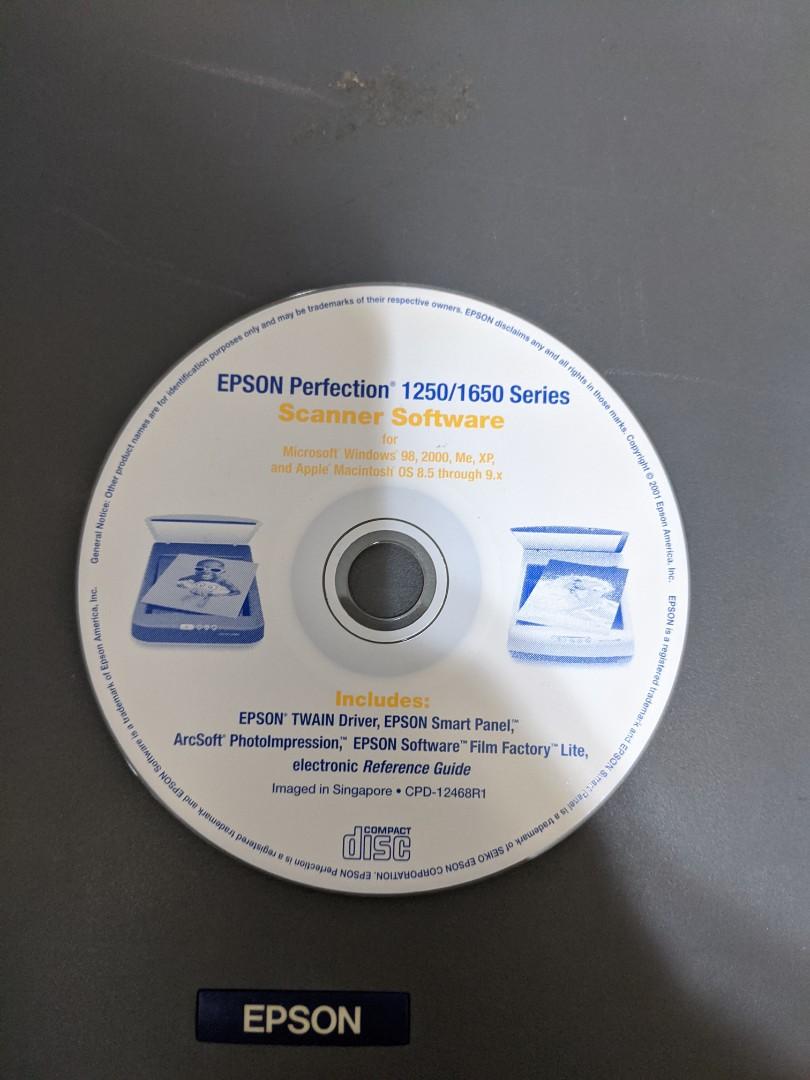 EPSON Perfection® 1250/1650 Series
Scanner Software
for
Microsoft® Windows® 98, 2000, Me, XP,
and Apple® Macintosh® OS 8.5 through 9.x
Includes:
EPSON® TWAIN Driver, EPSON Smart Panel,™
ArcSoft® PhotoImpression,™ EPSON Software™ Film Factory™ Lite,
electronic Reference Guide
Imaged in Singapore • CPD-12468R1
COMPACT
disc
General Notice: Other product names are for identification purposes only and may be trademarks of their respective owners. EPSON disclaims any and all rights in those marks. Copyright © 2001 Epson America, Inc.
EPSON is a registered trademark and EPSON Smart Panel is a trademark of SEIKO EPSON CORPORATION. EPSON Perfection is a registered trademark and EPSON Software is a trademark of Epson America, Inc.
EPSON